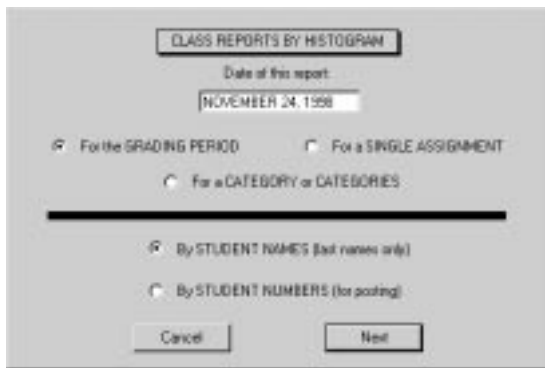 CLASS REPORTS BY HISTOGRAM
Date of this report:
NOVEMBER 24, 1998
For the GRADING PERIOD For a SINGLE ASSIGNMENT
For a CATEGORY or CATEGORIES
By STUDENT NAMES (last names only)
By STUDENT NUMBERS (for posting)
Cancel Next